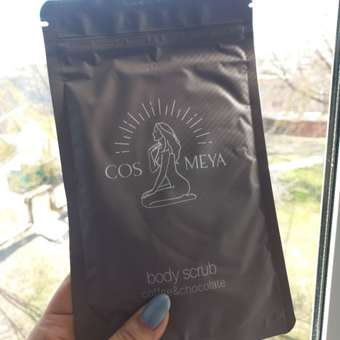 COS MEYA
body scrub
coffee&chocolate